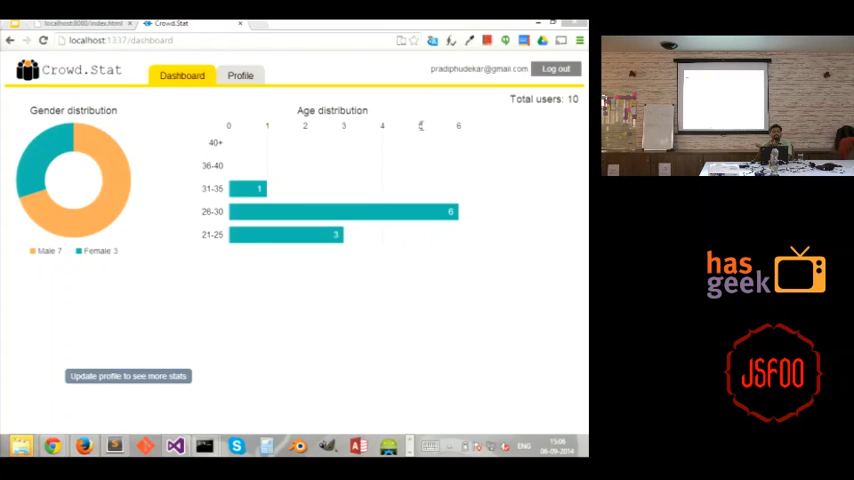 localhost:8080/index.html
Crowd.Stat
localhost:1337/dashboard
Crowd.Stat
Dashboard
Profile
pradiphudekar@gmail.com
Log out
Total users: 10
Gender distribution
Age distribution
0 1 2 3 4 6
40+
36-40
31-35 1
26-30 6
21-25 3
Male 7 Female 3
Update profile to see more stats
ENG
15:06
06-09-2014
has
geek
JSFOO